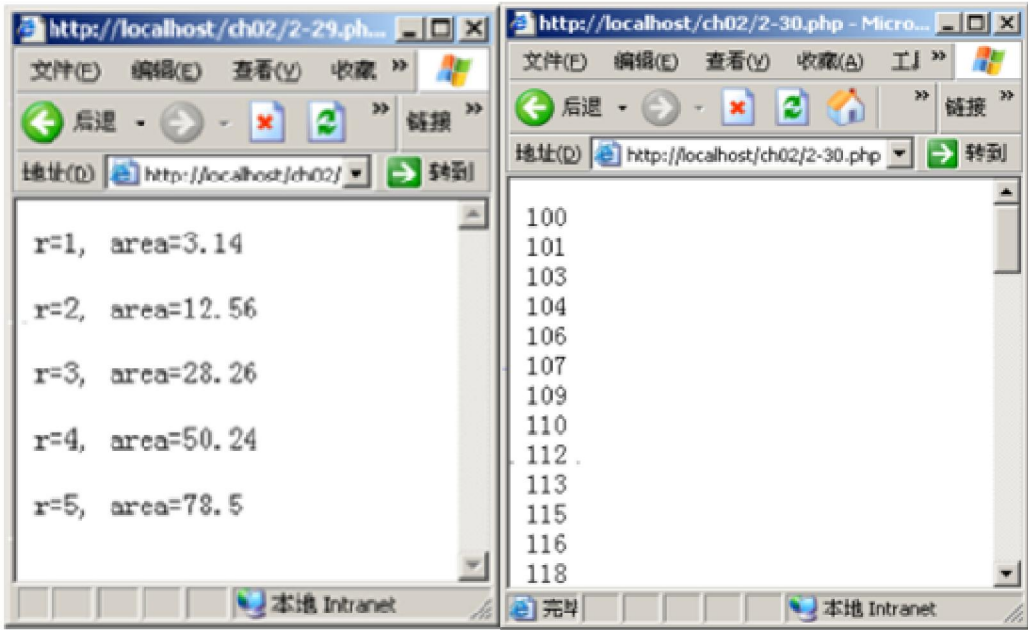 http://localhost/ch02/2-29.ph...
文件(F) 编辑(E) 查看(V) 收藏 »
后退 » 链接 »
地址(D) http://localhost/ch02/ 转到
r=1, area=3.14
r=2, area=12.56
r=3, area=28.26
r=4, area=50.24
r=5, area=78.5
本地 Intranet
http://localhost/ch02/2-30.php - Micro...
文件(F) 编辑(E) 查看(V) 收藏(A) 工 »
后退 » 链接 »
地址(D) http://localhost/ch02/2-30.php 转到
100
101
103
104
106
107
109
110
112
113
115
116
118
完毕 本地 Intranet